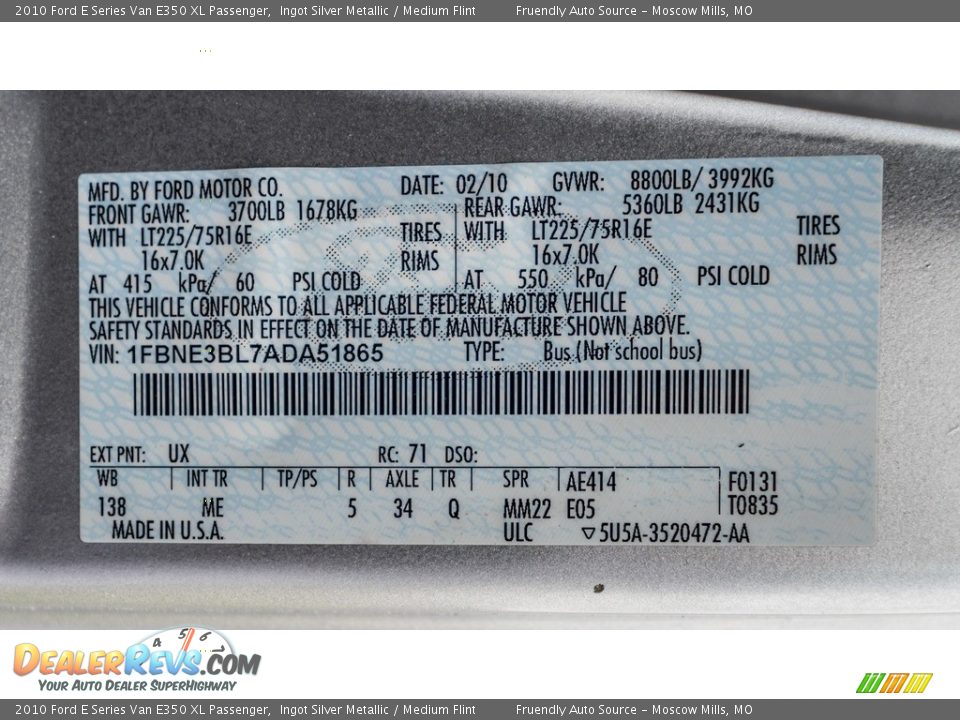 2010 Ford E Series Van E350 XL Passenger, Ingot Silver Metallic / Medium Flint Fruendly Auto Source - Moscow Mills, MO
MFD. BY FORD MOTOR CO. DATE: 02/10 GVWR: 8800LB/ 3992KG
FRONT GAWR: 3700LB 1678KG REAR GAWR: 5360LB 2431KG
WITH LT225/75R16E TIRES WITH LT225/75R16E TIRES
16x7.0K RIMS 16x7.0K RIMS
AT 415 kPa/ 60 PSI COLD AT 550 kPa/ 80 PSI COLD
THIS VEHICLE CONFORMS TO ALL APPLICABLE FEDERAL MOTOR VEHICLE
SAFETY STANDARDS IN EFFECT ON THE DATE OF MANUFACTURE SHOWN ABOVE.
VIN: 1FBNE3BL7ADA51865 TYPE: Bus (Not school bus)
EXT PNT: UX RC: 71 DSO:
WB INT TR TP/PS R AXLE TR SPR AE414 F0131
138 ME 5 34 Q MM22 E05 T0835
MADE IN U.S.A. ULC ▽5U5A-3520472-AA
4 5 6 7
DEALERREVS.COM
YOUR AUTO DEALER SUPERHIGHWAY
2010 Ford E Series Van E350 XL Passenger, Ingot Silver Metallic / Medium Flint Fruendly Auto Source - Moscow Mills, MO